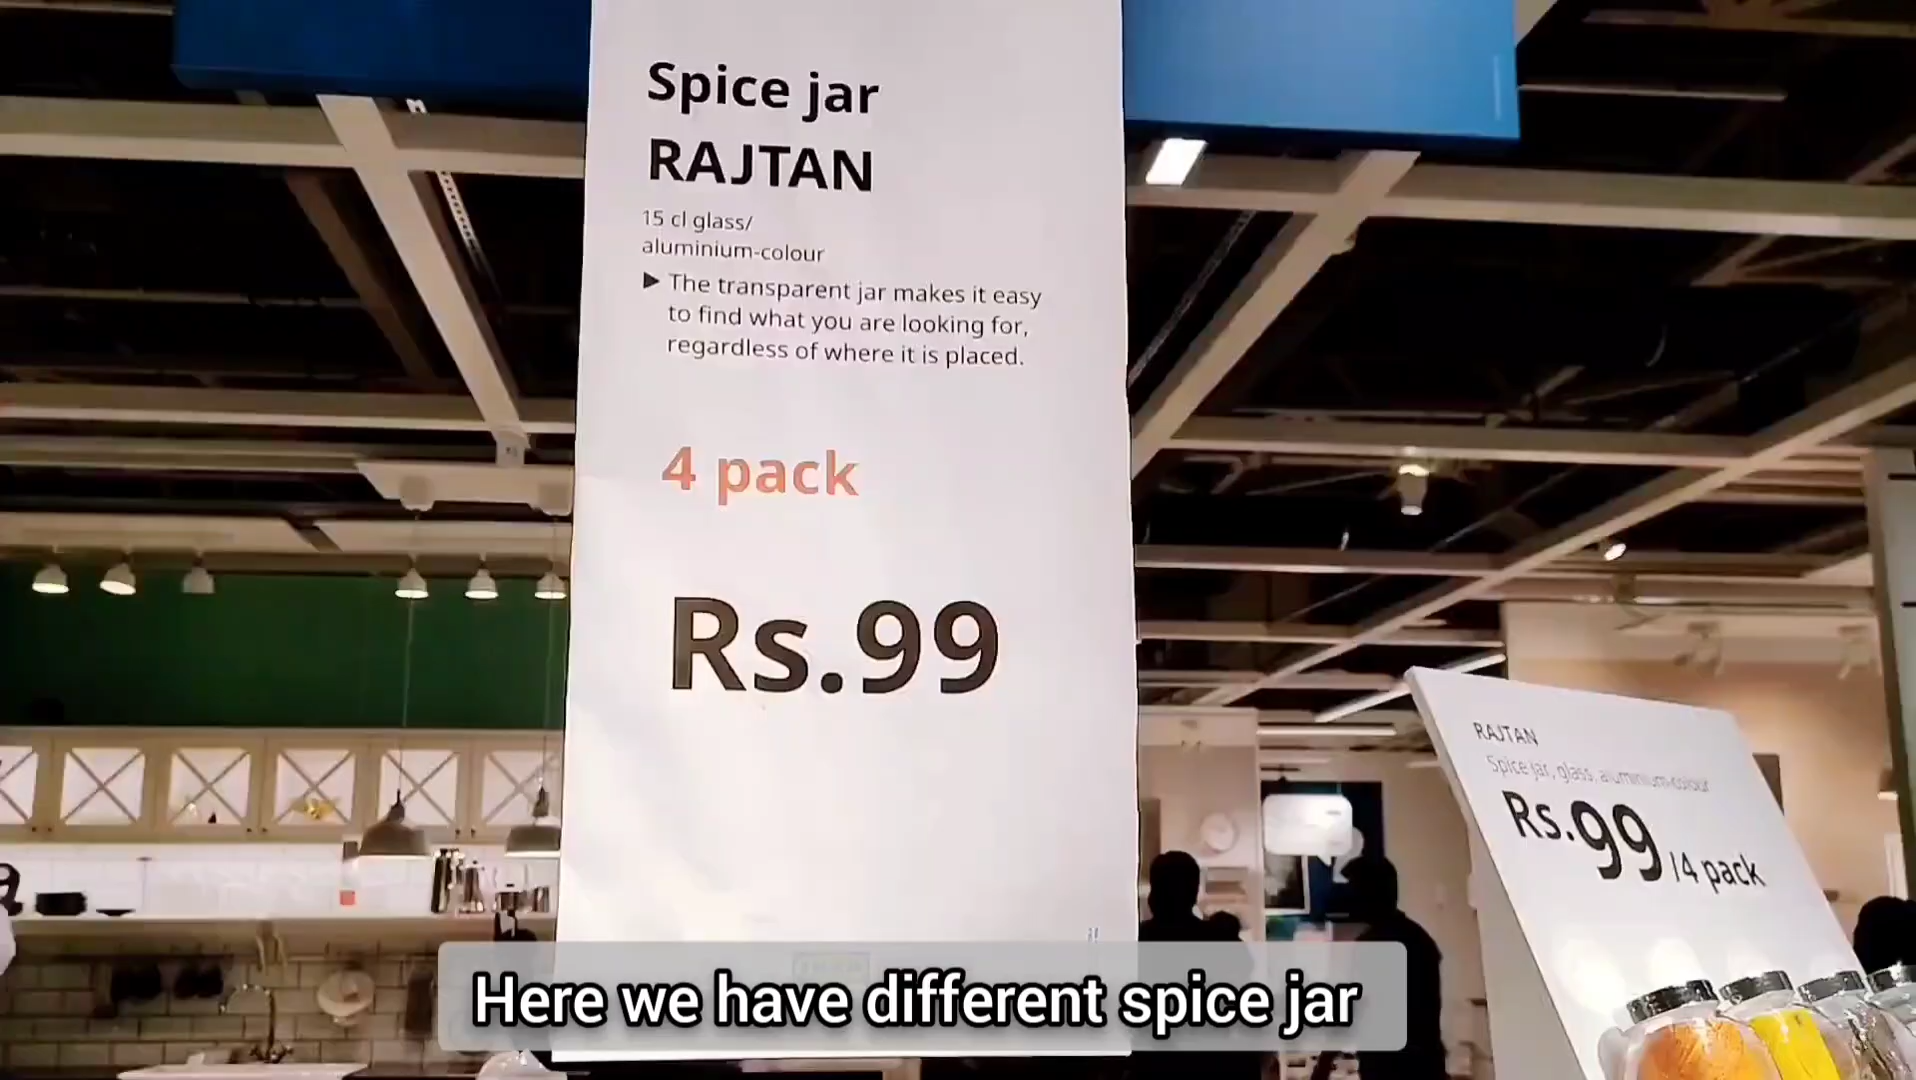 Spice jar
RAJTAN
15 cl glass/
aluminium-colour
▶ The transparent jar makes it easy
to find what you are looking for,
regardless of where it is placed.
4 pack
Rs.99
RAJTAN
Spice jar, glass, aluminium-colour
Rs.99/4 pack
Here we have different spice jar